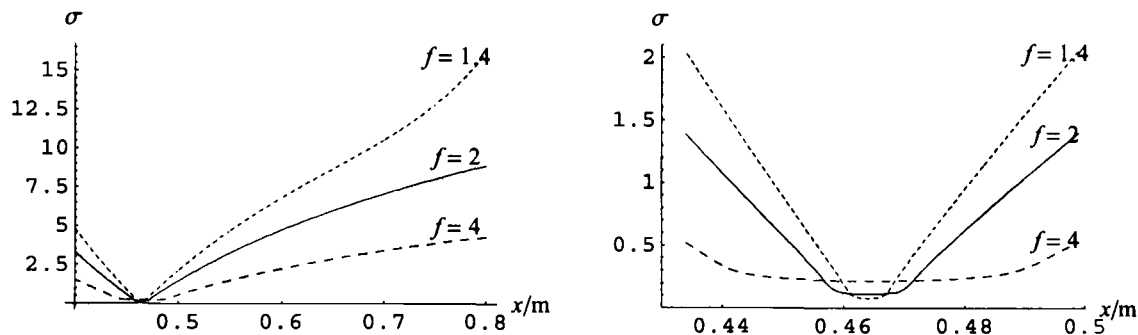 σ
15
12.5
10
7.5
5
2.5
f = 1.4
f = 2
f = 4
0.5 0.6 0.7 0.8
x/m
σ
2
1.5
1
0.5
f = 1.4
f = 2
f = 4
0.44 0.46 0.48 0.5
x/m